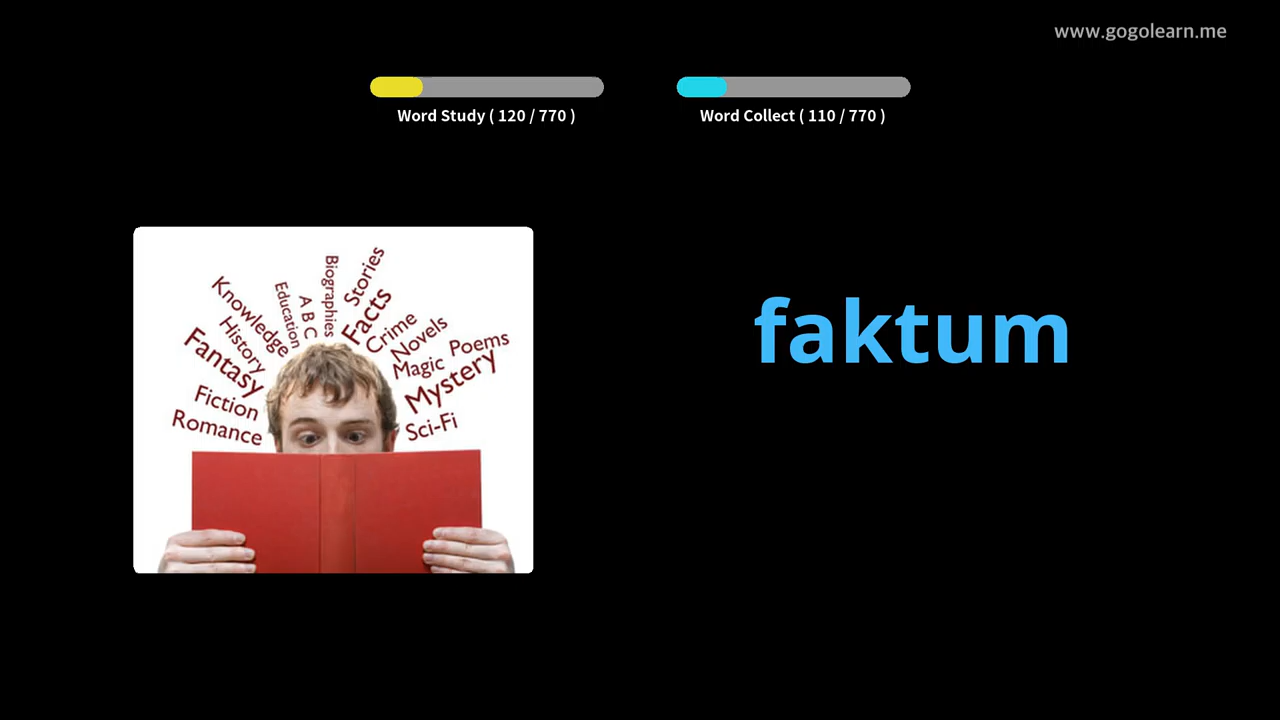 www.gogolearn.me
Word Study ( 120 / 770 )
Word Collect ( 110 / 770 )
faktum
Romance
Fiction
Fantasy
History
Knowledge
Education
A B C
Biographies
Stories
Facts
Crime
Novels
Magic
Poems
Mystery
Sci-Fi